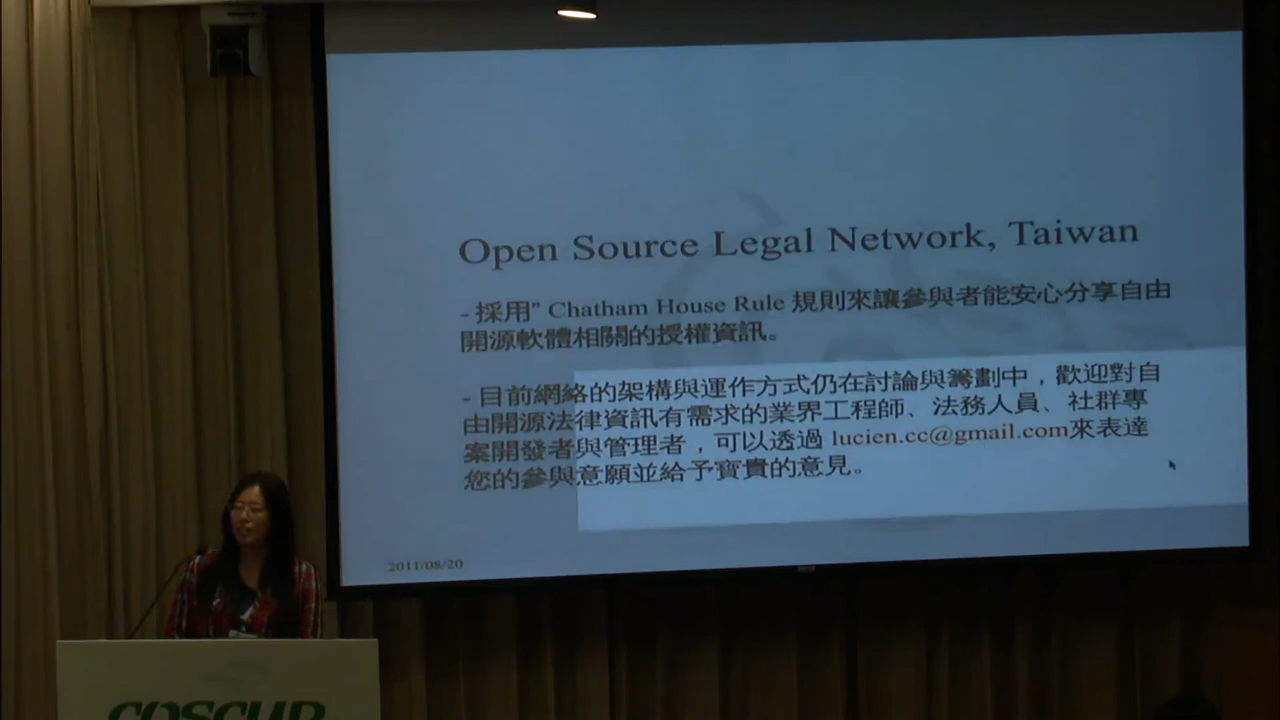 Open Source Legal Network, Taiwan
- 採用" Chatham House Rule 規則來讓參與者能安心分享自由
開源軟體相關的授權資訊。
- 目前網絡的架構與運作方式仍在討論與籌劃中，歡迎對自
由開源法律資訊有需求的業界工程師、法務人員、社群專
案開發者與管理者，可以透過 lucien.cc@gmail.com來表達
您的參與意願並給予寶貴的意見。
2011/08/20
COSCUP